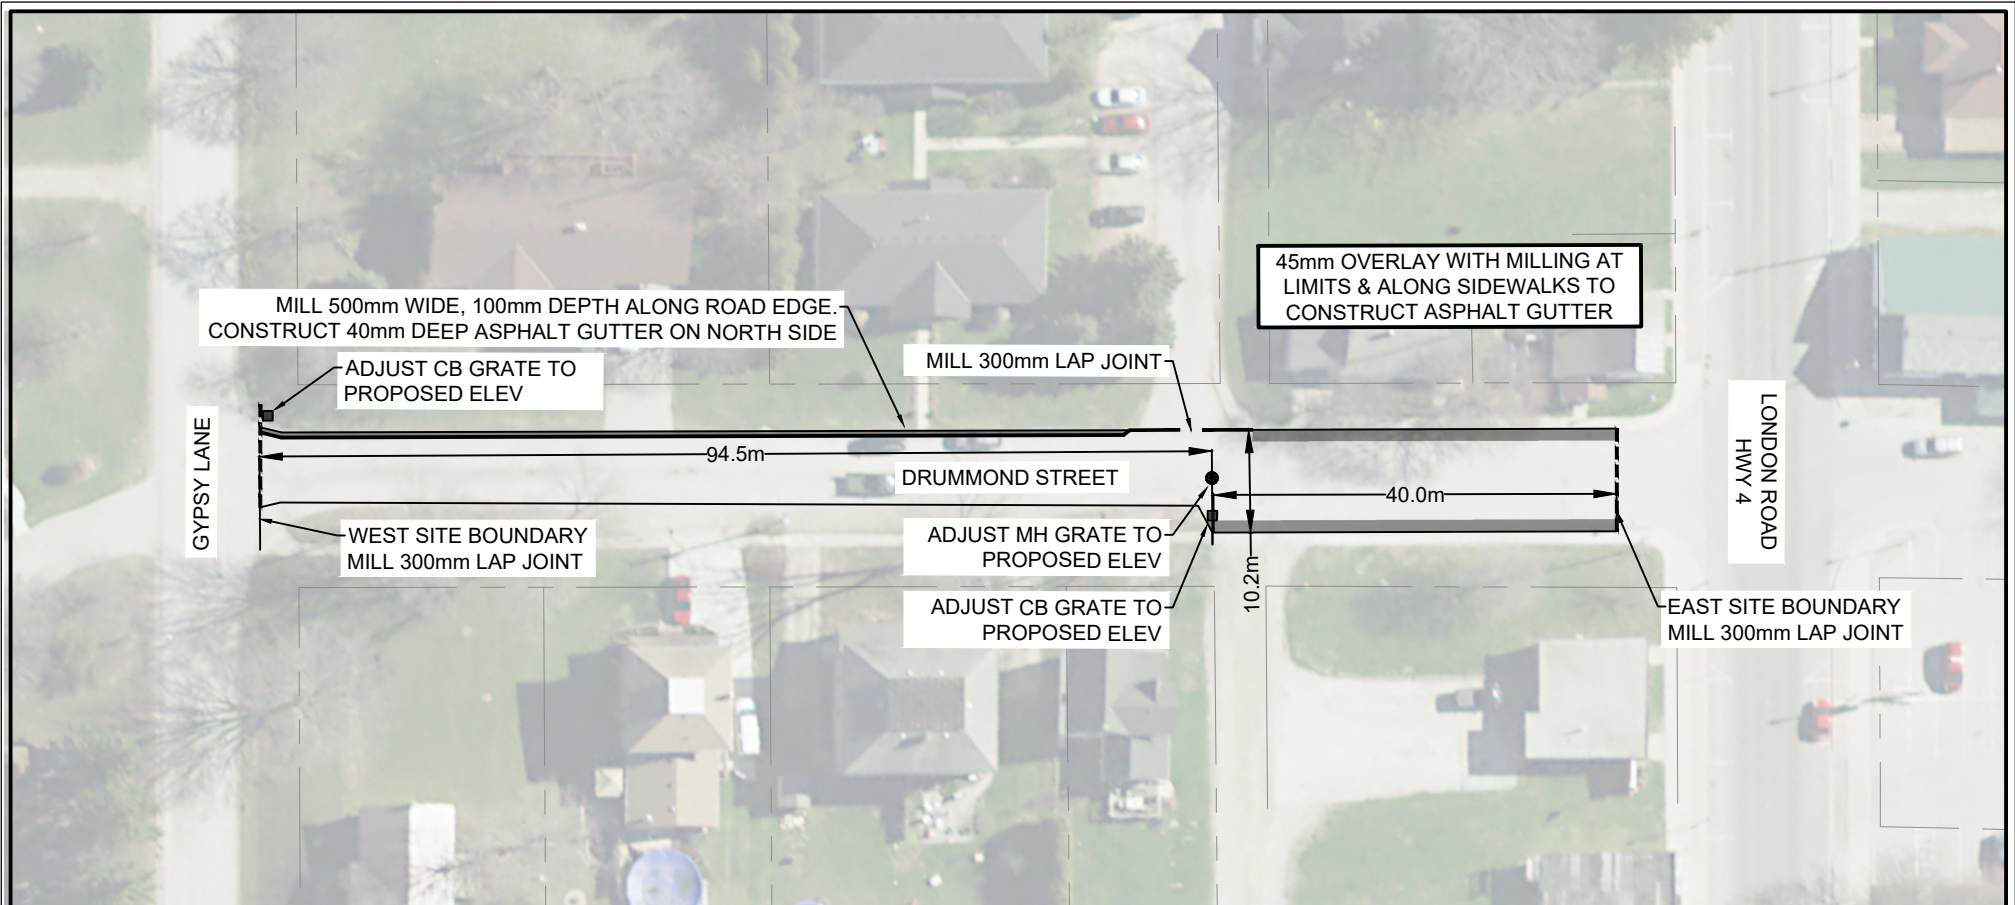 45mm OVERLAY WITH MILLING AT
LIMITS & ALONG SIDEWALKS TO
CONSTRUCT ASPHALT GUTTER
MILL 500mm WIDE, 100mm DEPTH ALONG ROAD EDGE.
CONSTRUCT 40mm DEEP ASPHALT GUTTER ON NORTH SIDE
MILL 300mm LAP JOINT
ADJUST CB GRATE TO
PROPOSED ELEV
GYPSY LANE
94.5m
DRUMMOND STREET
40.0m
LONDON ROAD
HWY 4
WEST SITE BOUNDARY
MILL 300mm LAP JOINT
ADJUST MH GRATE TO
PROPOSED ELEV
10.2m
ADJUST CB GRATE TO
PROPOSED ELEV
EAST SITE BOUNDARY
MILL 300mm LAP JOINT